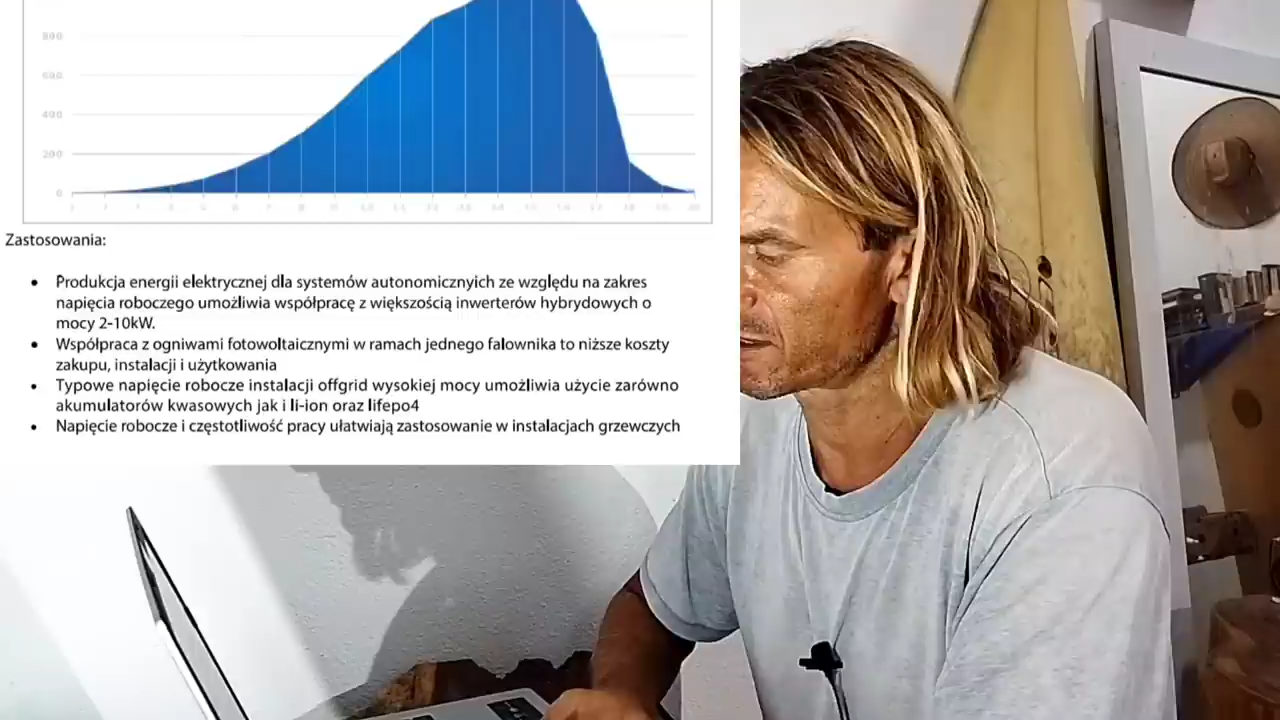 800
600
400
200
0
Zastosowania:
• Produkcja energii elektrycznej dla systemów autonomicznyich ze względu na zakres
napięcia roboczego umożliwia współpracę z większością inwerterów hybrydowych o
mocy 2-10kW.
• Współpraca z ogniwami fotowoltaicznymi w ramach jednego falownika to niższe koszty
zakupu, instalacji i użytkowania
• Typowe napięcie robocze instalacji offgrid wysokiej mocy umożliwia użycie zarówno
akumulatorów kwasowych jak i li-ion oraz lifepo4
• Napięcie robocze i częstotliwość pracy ułatwiają zastosowanie w instalacjach grzewczych